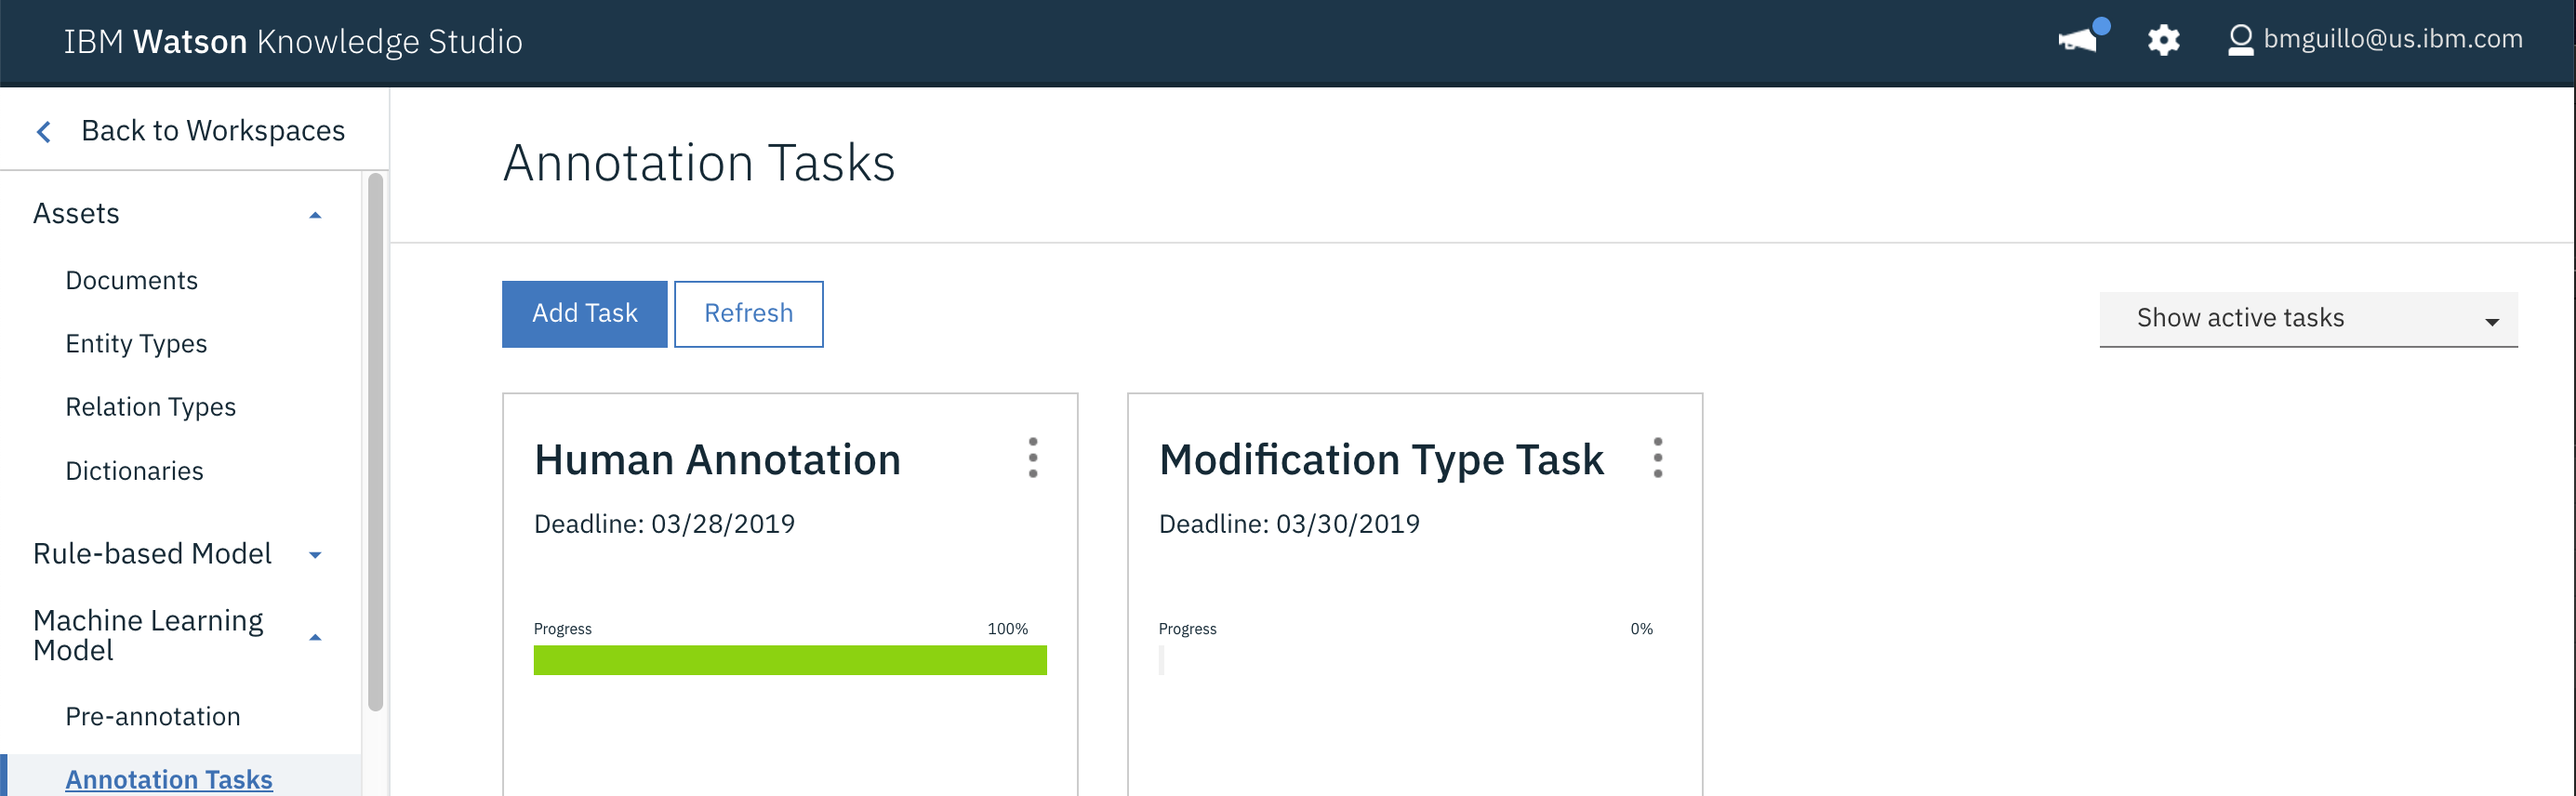 IBM Watson Knowledge Studio
bmguillo@us.ibm.com
Back to Workspaces
Assets
Documents
Entity Types
Relation Types
Dictionaries
Rule-based Model
Machine Learning
Model
Pre-annotation
Annotation Tasks
Annotation Tasks
Add Task
Refresh
Show active tasks
Human Annotation
Deadline: 03/28/2019
Progress
100%
Modification Type Task
Deadline: 03/30/2019
Progress
0%